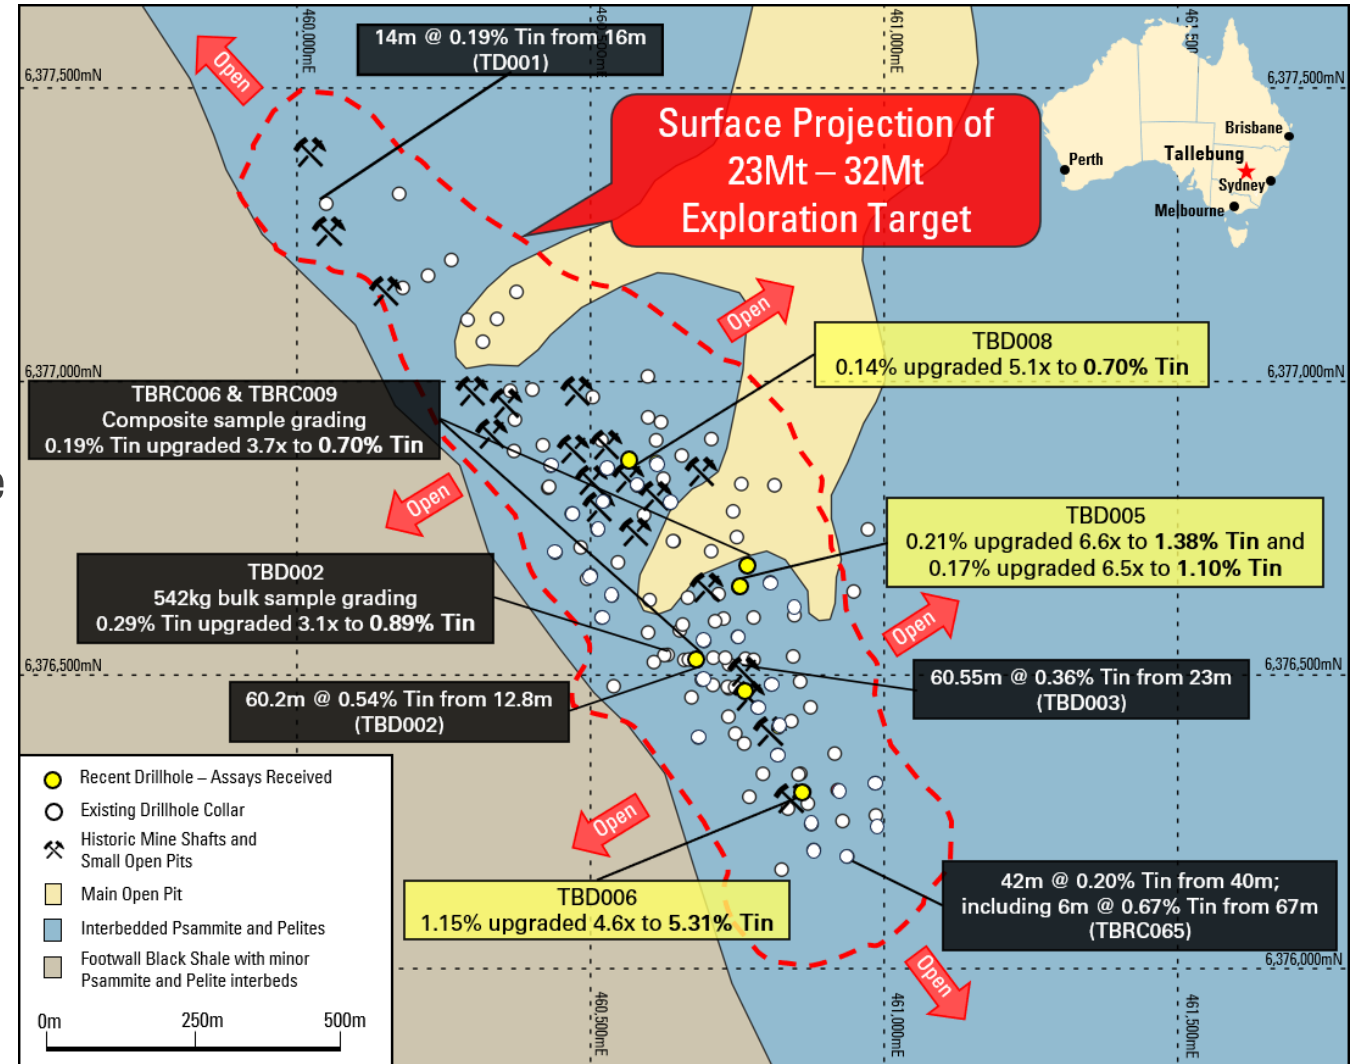 460,000mE
460,500mE
461,000mE
461,500
14m @ 0.19% Tin from 16m
(TD001)
6,377,500mN
6,377,500mN
Open
Surface Projection of
23Mt – 32Mt
Exploration Target
Brisbane
Perth
Tallebung
Sydney
Melbourne
Open
TBD008
0.14% upgraded 5.1x to 0.70% Tin
6,377,000mN
6,377,000mN
TBRC006 & TBRC009
Composite sample grading
0.19% Tin upgraded 3.7x to 0.70% Tin
Open
e
TBD005
0.21% upgraded 6.6x to 1.38% Tin and
0.17% upgraded 6.5x to 1.10% Tin
TBD002
542kg bulk sample grading
0.29% Tin upgraded 3.1x to 0.89% Tin
Open
6,376,500mN
6,376,500mN
60.55m @ 0.36% Tin from 23m
(TBD003)
60.2m @ 0.54% Tin from 12.8m
(TBD002)
Open
TBD006
1.15% upgraded 4.6x to 5.31% Tin
42m @ 0.20% Tin from 40m;
including 6m @ 0.67% Tin from 67m
(TBRC065)
6,376,000mN
Open
Recent Drillhole – Assays Received
Existing Drillhole Collar
Historic Mine Shafts and
Small Open Pits
Main Open Pit
Interbedded Psammite and Pelites
Footwall Black Shale with minor
Psammite and Pelite interbeds
0m 250m 500m
460,500mE
461,000mE
461,500mE